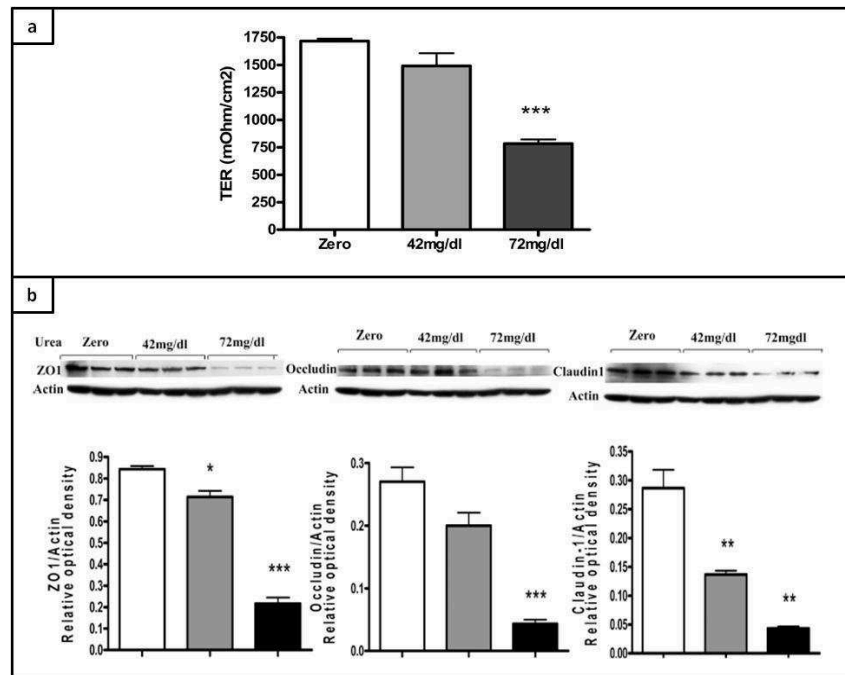 a
1750
1500
1250
1000
750
500
250
0
TER (mOhm/cm2)
***
Zero 42mg/dl 72mg/dl
b
Urea Zero 42mg/dl 72mg/dl
ZO1
Actin
Zero 42mg/dl 72mg/dl
Occludin
Actin
Zero 42mg/dl 72mgdl
Claudin1
Actin
0.9
0.8
0.7
0.6
0.5
0.4
0.3
0.2
0.1
0.0
ZO1/Actin
Relative optical density
*
***
0.3
0.2
0.1
0.0
Occludin/Actin
Relative optical density
***
0.35
0.30
0.25
0.20
0.15
0.10
0.05
0.00
Claudin-1/Actin
Relative optical density
**
**